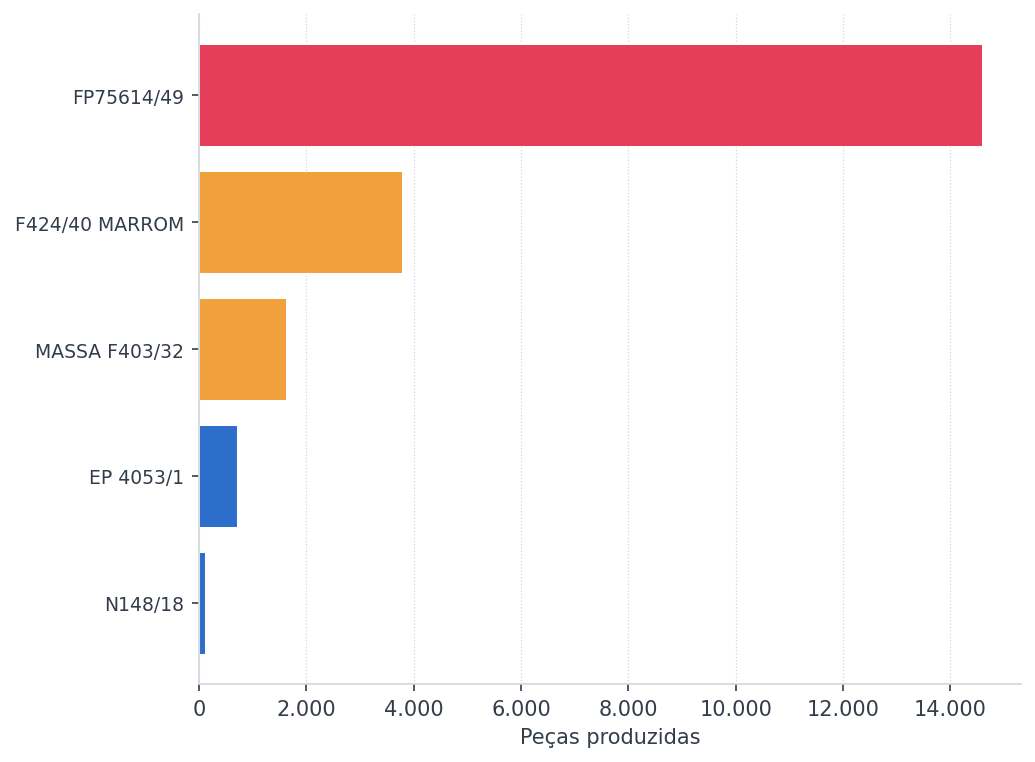 FP75614/49
F424/40 MARROM
MASSA F403/32
EP 4053/1
N148/18
0 2.000 4.000 6.000 8.000 10.000 12.000 14.000
Peças produzidas